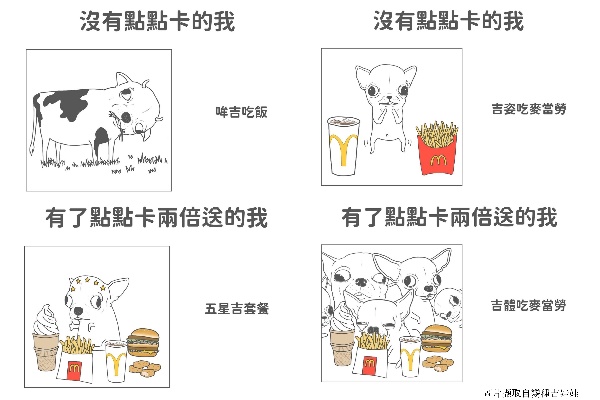 沒有點點卡的我
哞吉吃飯
沒有點點卡的我
吉娑吃麥當勞
有了點點卡兩倍送的我
五星吉套餐
有了點點卡兩倍送的我
吉體吃麥當勞